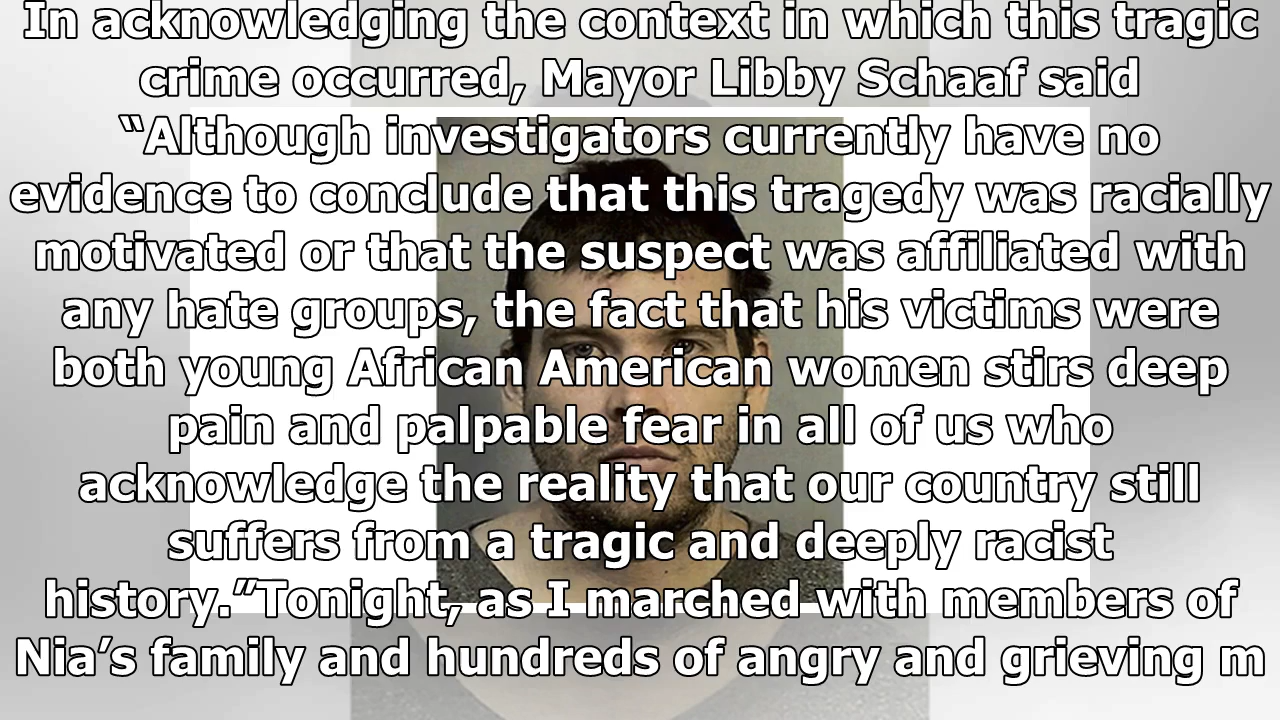 In acknowledging the context in which this tragic
crime occurred, Mayor Libby Schaaf said
“Although investigators currently have no
evidence to conclude that this tragedy was racially
motivated or that the suspect was affiliated with
any hate groups, the fact that his victims were
both young African American women stirs deep
pain and palpable fear in all of us who
acknowledge the reality that our country still
suffers from a tragic and deeply racist
history.”Tonight, as I marched with members of
Nia’s family and hundreds of angry and grieving m